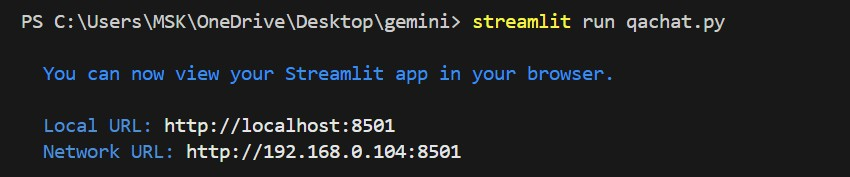 PS C:\Users\MSK\OneDrive\Desktop\gemini> streamlit run qachat.py
You can now view your Streamlit app in your browser.
Local URL: http://localhost:8501
Network URL: http://192.168.0.104:8501